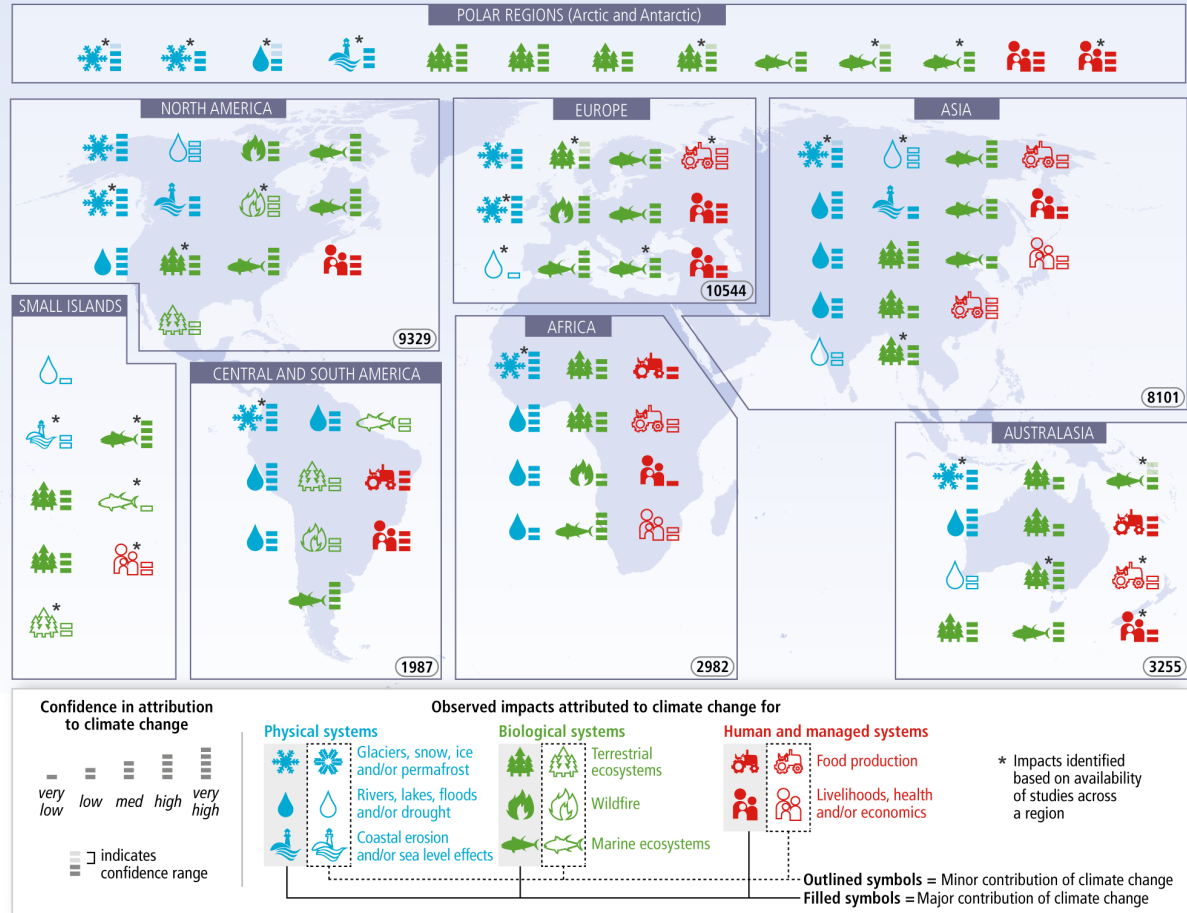 POLAR REGIONS (Arctic and Antarctic)
* * * * * * * *
NORTH AMERICA
* * *
9329
EUROPE
* * * * *
10544
ASIA
* * * *
8101
SMALL ISLANDS
* * * *
CENTRAL AND SOUTH AMERICA
*
1987
AFRICA
*
2982
AUSTRALASIA
* * * * *
3255
Confidence in attribution
to climate change
very
low
low
med
high
very
high
indicates
confidence range
Observed impacts attributed to climate change for
Physical systems
Glaciers, snow, ice
and/or permafrost
Rivers, lakes, floods
and/or drought
Coastal erosion
and/or sea level effects
Biological systems
Terrestrial
ecosystems
Wildfire
Marine ecosystems
Human and managed systems
Food production
Livelihoods, health
and/or economics
* Impacts identified
based on availability
of studies across
a region
Outlined symbols = Minor contribution of climate change
Filled symbols = Major contribution of climate change